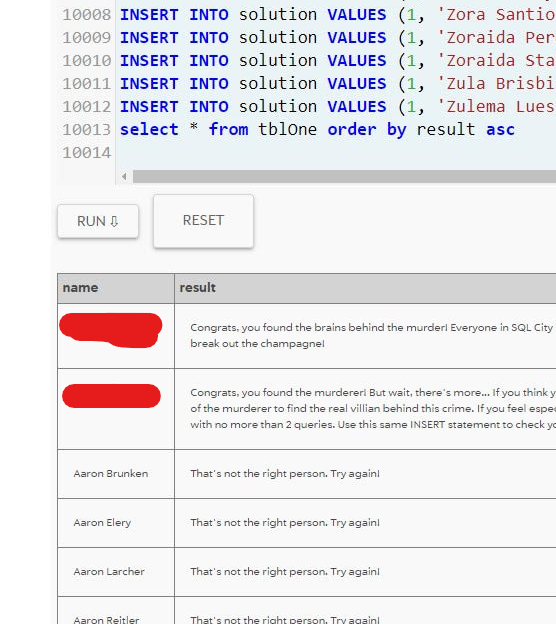 10008 INSERT INTO solution VALUES (1, 'Zora Santio
10009 INSERT INTO solution VALUES (1, 'Zoraida Per
10010 INSERT INTO solution VALUES (1, 'Zoraida Sta
10011 INSERT INTO solution VALUES (1, 'Zula Brisbi
10012 INSERT INTO solution VALUES (1, 'Zulema Lues
10013 select * from tblOne order by result asc
10014
RUN ⇩ RESET
name result
Congrats, you found the brains behind the murder! Everyone in SQL City
break out the champagne!
Congrats, you found the murderer! But wait, there's more... If you think y
of the murderer to find the real villian behind this crime. If you feel espec
with no more than 2 queries. Use this same INSERT statement to check yo
Aaron Brunken That's not the right person. Try again!
Aaron Elery That's not the right person. Try again!
Aaron Larcher That's not the right person. Try again!
Aaron Reitler That's not the right person. Try again!